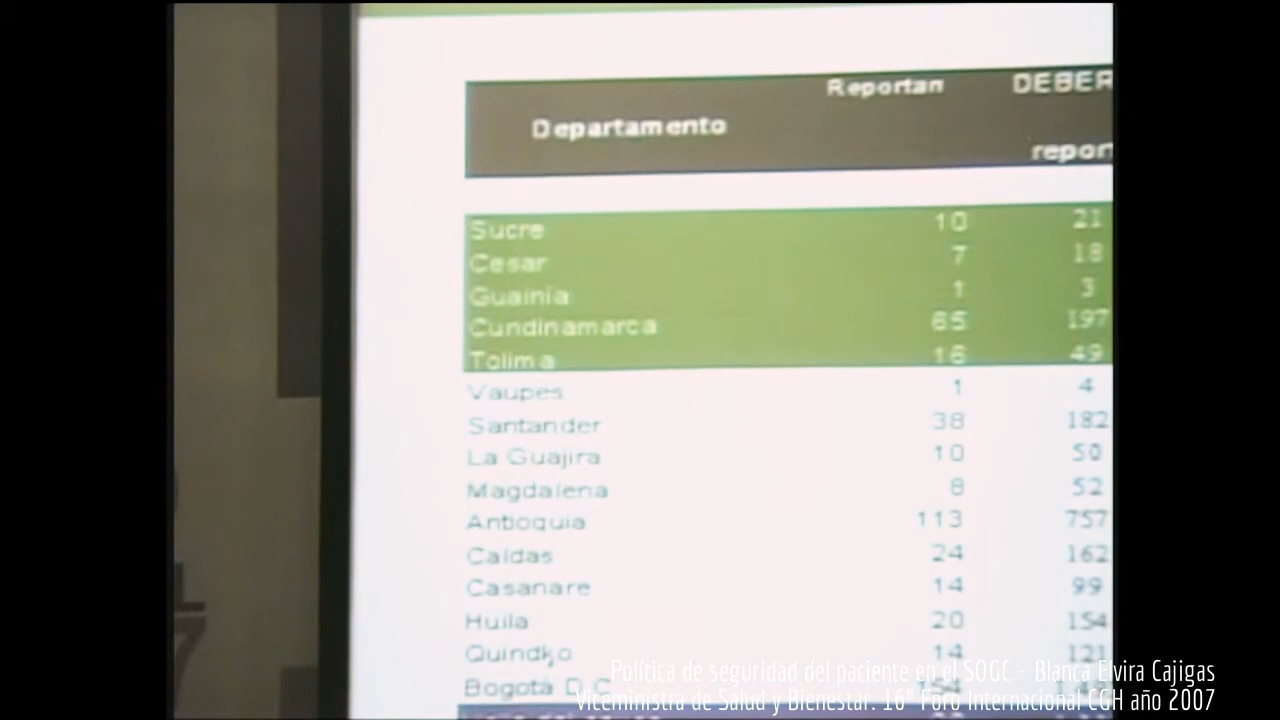 Reportan DEBER
Departamento
repor
Sucre 10 21
Cesar 7 18
Guainía 1 3
Cundinamarca 65 197
Tolima 16 49
Vaupes 1 4
Santander 38 182
La Guajira 10 50
Magdalena 8 52
Antioquia 113 757
Caldas 24 162
Casanare 14 99
Huila 20 154
Quindío 14 121
Bogotá D.C
Política de seguridad del paciente en el SOGC - Blanca Elvira Cajigas
Viceministra de Salud y Bienestar. 16º Foro Internacional CGH año 2007